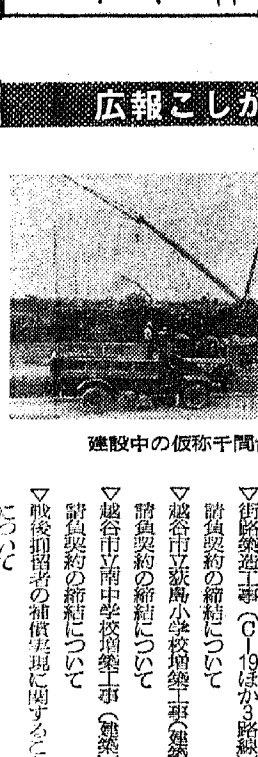 広報こしが
建設中の仮称千間台
▽街路築造工事（C―19ほか3路線
請負契約の締結について
▽越谷市立荻島小学校増築工事（建築
請負契約の締結について
▽越谷市立南中学校増築工事（建築
請負契約の締結について
▽戦後抑留者の補償実現に関するこ
について